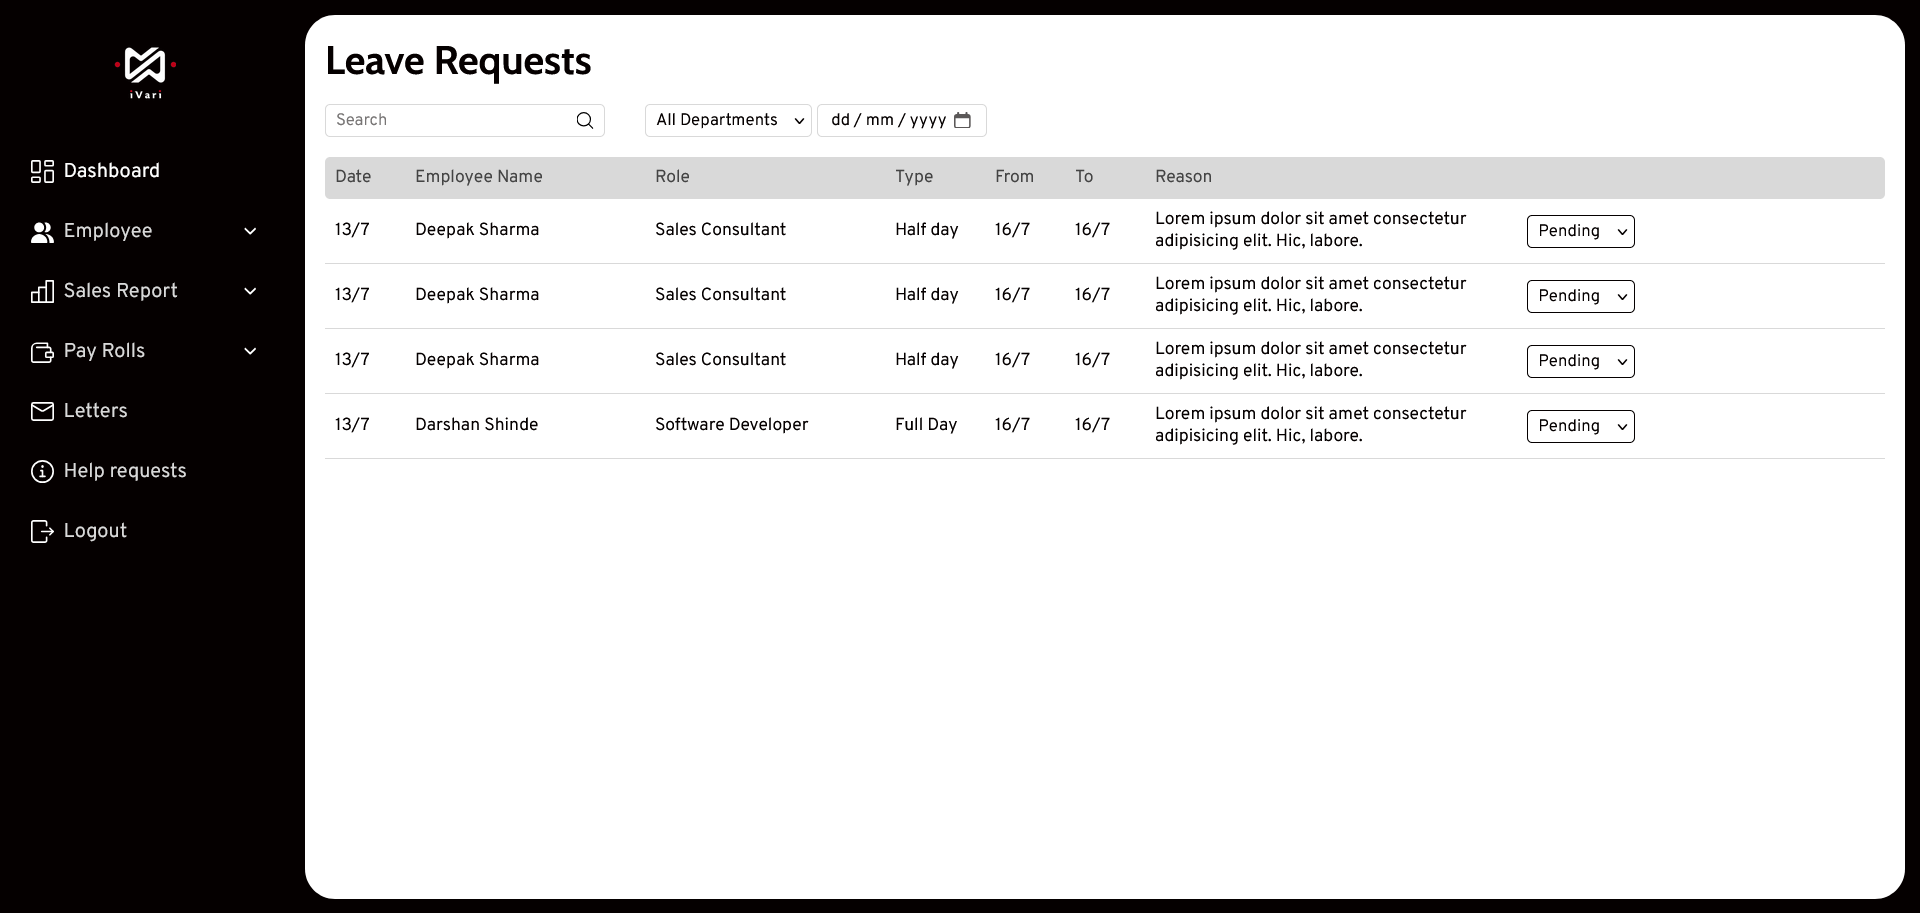 iVari
Dashboard
Employee
Sales Report
Pay Rolls
Letters
Help requests
Logout
Leave Requests
Search
All Departments
dd / mm / yyyy
Date Employee Name Role Type From To Reason
13/7 Deepak Sharma Sales Consultant Half day 16/7 16/7 Lorem ipsum dolor sit amet consectetur
adipisicing elit. Hic, labore.
Pending
13/7 Deepak Sharma Sales Consultant Half day 16/7 16/7 Lorem ipsum dolor sit amet consectetur
adipisicing elit. Hic, labore.
Pending
13/7 Deepak Sharma Sales Consultant Half day 16/7 16/7 Lorem ipsum dolor sit amet consectetur
adipisicing elit. Hic, labore.
Pending
13/7 Darshan Shinde Software Developer Full Day 16/7 16/7 Lorem ipsum dolor sit amet consectetur
adipisicing elit. Hic, labore.
Pending